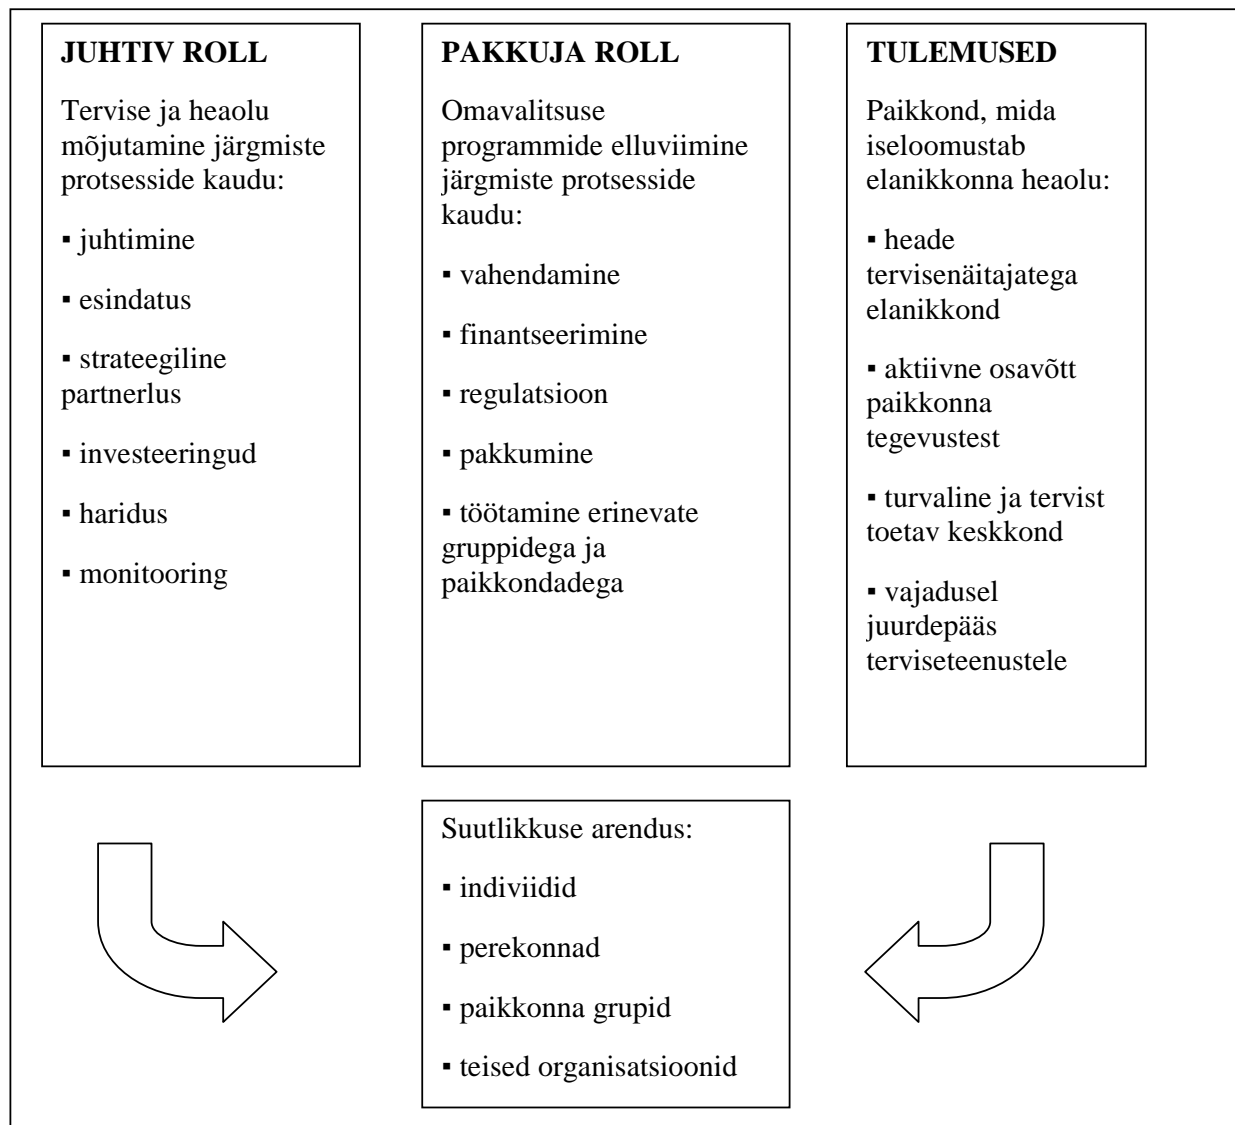 JUHTIV ROLL
Tervise ja heaolu
mõjutamine järgmiste
protsesside kaudu:
▪ juhtimine
▪ esindatus
▪ strateegiline
partnerlus
▪ investeeringud
▪ haridus
▪ monitooring
PAKKUJA ROLL
Omavalitsuse
programmide elluviimine
järgmiste protsesside
kaudu:
▪ vahendamine
▪ finantseerimine
▪ regulatsioon
▪ pakkumine
▪ töötamine erinevate
gruppidega ja
paikkondadega
TULEMUSED
Paikkond, mida
iseloomustab
elanikkonna heaolu:
▪ heade
tervisenäitajatega
elanikkond
▪ aktiivne osavõtt
paikkonna
tegevustest
▪ turvaline ja tervist
toetav keskkond
▪ vajadusel
juurdepääs
terviseteenustele
Suutlikkuse arendus:
▪ indiviidid
▪ perekonnad
▪ paikkonna grupid
▪ teised organisatsioonid